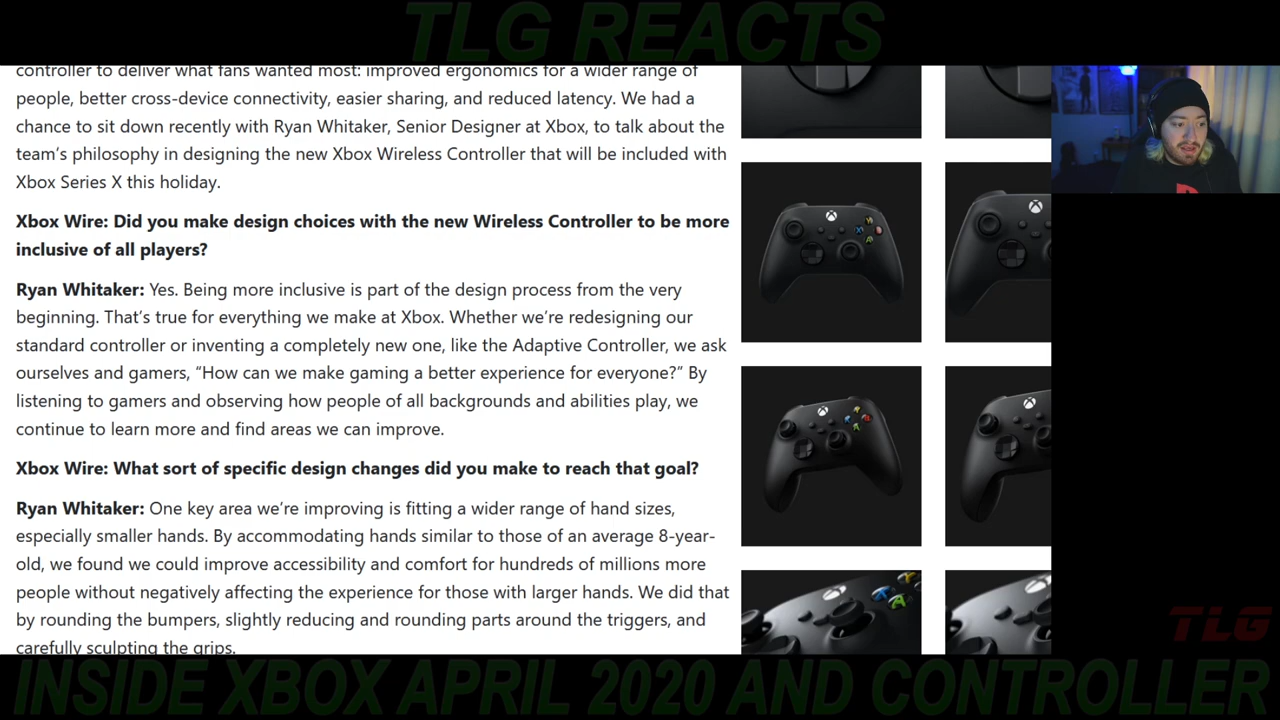 TLG REACTS
controller to deliver what fans wanted most: improved ergonomics for a wider range of
people, better cross-device connectivity, easier sharing, and reduced latency. We had a
chance to sit down recently with Ryan Whitaker, Senior Designer at Xbox, to talk about the
team’s philosophy in designing the new Xbox Wireless Controller that will be included with
Xbox Series X this holiday.
Xbox Wire: Did you make design choices with the new Wireless Controller to be more
inclusive of all players?
Ryan Whitaker: Yes. Being more inclusive is part of the design process from the very
beginning. That’s true for everything we make at Xbox. Whether we’re redesigning our
standard controller or inventing a completely new one, like the Adaptive Controller, we ask
ourselves and gamers, “How can we make gaming a better experience for everyone?” By
listening to gamers and observing how people of all backgrounds and abilities play, we
continue to learn more and find areas we can improve.
Xbox Wire: What sort of specific design changes did you make to reach that goal?
Ryan Whitaker: One key area we’re improving is fitting a wider range of hand sizes,
especially smaller hands. By accommodating hands similar to those of an average 8-year-
old, we found we could improve accessibility and comfort for hundreds of millions more
people without negatively affecting the experience for those with larger hands. We did that
by rounding the bumpers, slightly reducing and rounding parts around the triggers, and
carefully sculpting the grips.
TLG
INSIDE XBOX APRIL 2020 AND CONTROLLER